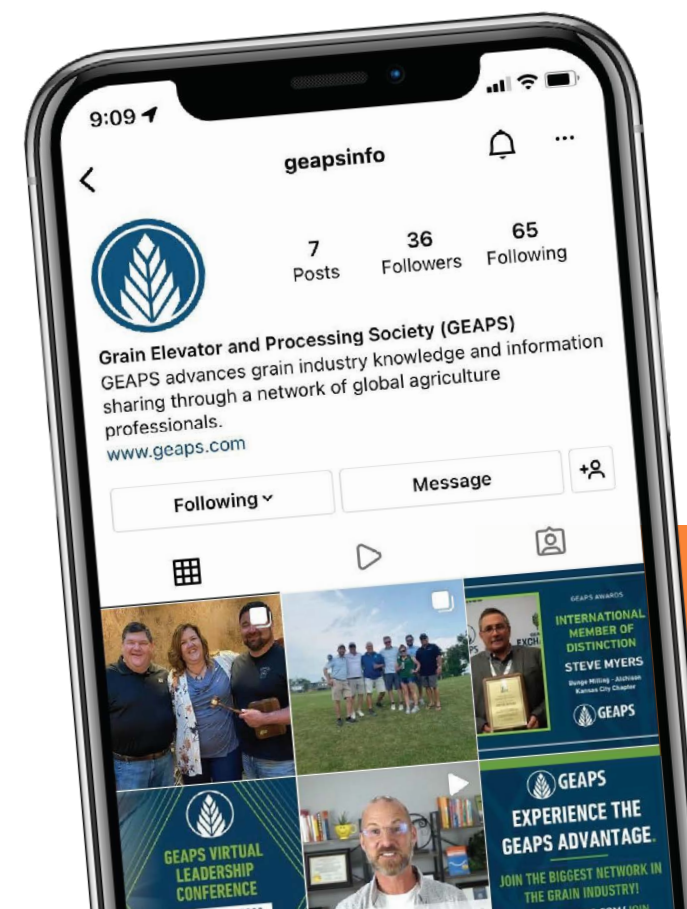 9:09
geapsinfo
7
Posts
36
Followers
65
Following
Grain Elevator and Processing Society (GEAPS)
GEAPS advances grain industry knowledge and information
sharing through a network of global agriculture
professionals.
www.geaps.com
Following
Message
GEAPS AWARDS
INTERNATIONAL
MEMBER OF
DISTINCTION
STEVE MYERS
Bunge Milling - Atchison
Kansas City Chapter
GEAPS
GEAPS VIRTUAL
LEADERSHIP
CONFERENCE
GEAPS
EXPERIENCE THE
GEAPS ADVANTAGE.
JOIN THE BIGGEST NETWORK IN
THE GRAIN INDUSTRY!